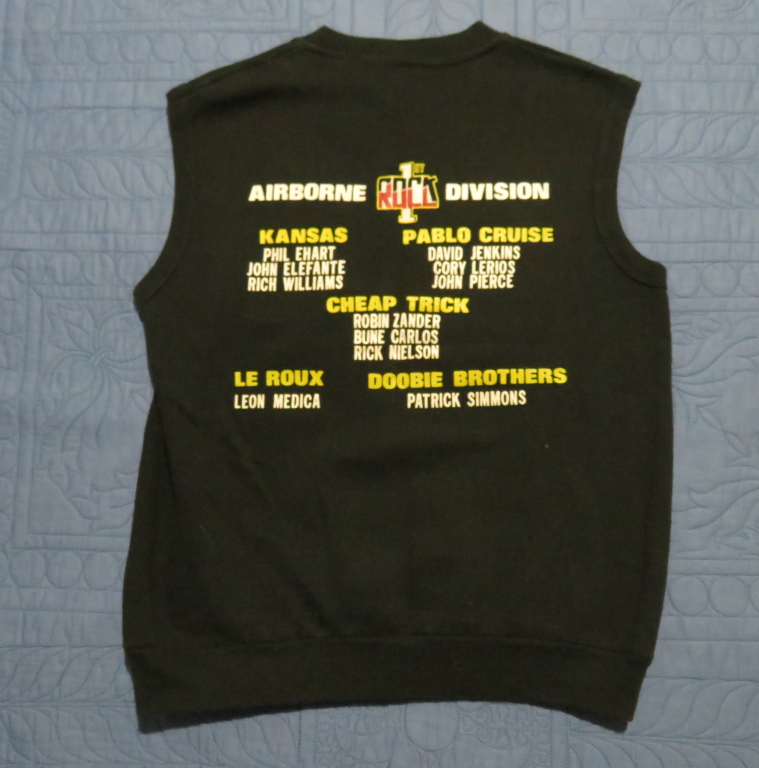 AIRBORNE 1ST ROCK DIVISION
KANSAS
PHIL EHART
JOHN ELEFANTE
RICH WILLIAMS
PABLO CRUISE
DAVID JENKINS
CORY LERIOS
JOHN PIERCE
CHEAP TRICK
ROBIN ZANDER
BUNE CARLOS
RICK NIELSON
LE ROUX
LEON MEDICA
DOOBIE BROTHERS
PATRICK SIMMONS